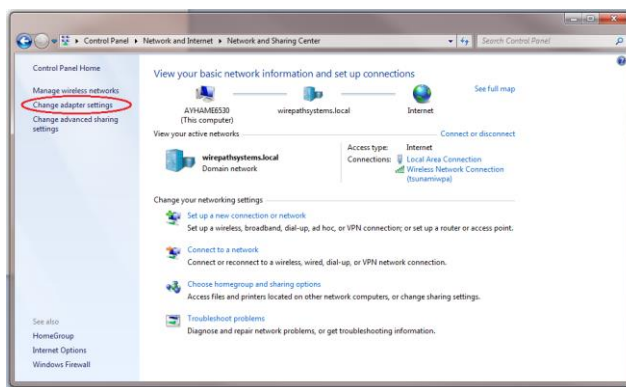 Control Panel ▸ Network and Internet ▸ Network and Sharing Center
Search Control Panel
Control Panel Home
Manage wireless networks
Change adapter settings
Change advanced sharing
settings
See also
HomeGroup
Internet Options
Windows Firewall
View your basic network information and set up connections
See full map
AYHAME6530
(This computer)
wirepathsystems.local
Internet
View your active networks
Connect or disconnect
wirepathsystems.local
Domain network
Access type: Internet
Connections: Local Area Connection
Wireless Network Connection
(tsunamiwpa)
Change your networking settings
Set up a new connection or network
Set up a wireless, broadband, dial-up, ad hoc, or VPN connection; or set up a router or access point.
Connect to a network
Connect or reconnect to a wireless, wired, dial-up, or VPN network connection.
Choose homegroup and sharing options
Access files and printers located on other network computers, or change sharing settings.
Troubleshoot problems
Diagnose and repair network problems, or get troubleshooting information.